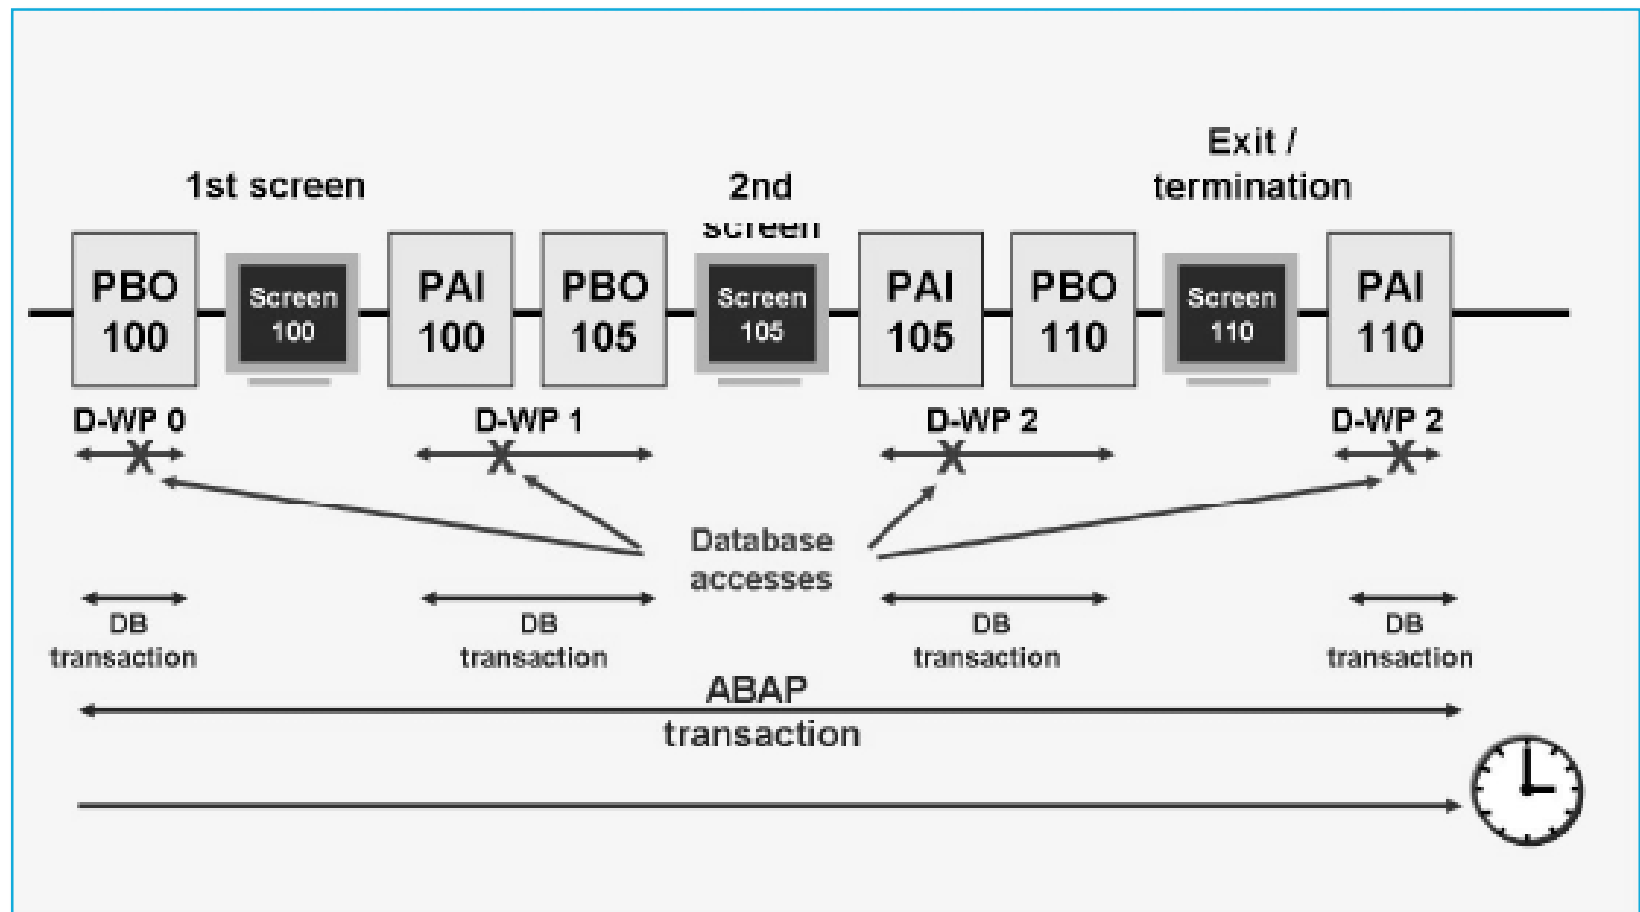 1st screen
2nd
screen
Exit /
termination
PBO
100
Screen
100
PAI
100
PBO
105
Screen
105
PAI
105
PBO
110
Screen
110
PAI
110
D-WP 0
D-WP 1
D-WP 2
D-WP 2
Database
accesses
DB
transaction
DB
transaction
DB
transaction
DB
transaction
ABAP
transaction